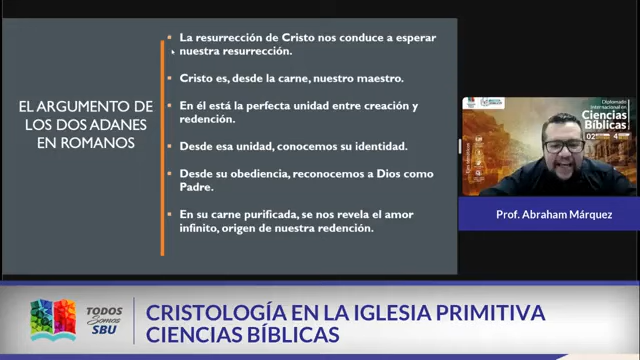 EL ARGUMENTO DE
LOS DOS ADANES
EN ROMANOS
La resurrección de Cristo nos conduce a esperar
nuestra resurrección.
Cristo es, desde la carne, nuestro maestro.
En él está la perfecta unidad entre creación y
redención.
Desde esa unidad, conocemos su identidad.
Desde su obediencia, reconocemos a Dios como
Padre.
En su carne purificada, se nos revela el amor
infinito, origen de nuestra redención.
Diplomado
Internacional en
Ciencias
Bíblicas
Prof. Abraham Márquez
TODOS
Somos
SBU
CRISTOLOGÍA EN LA IGLESIA PRIMITIVA
CIENCIAS BÍBLICAS